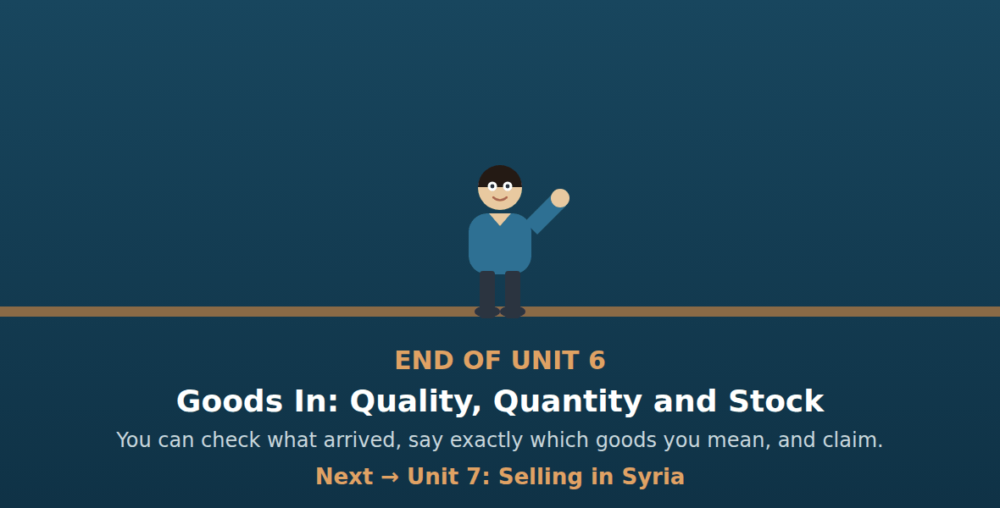 END OF UNIT 6
Goods In: Quality, Quantity and Stock
You can check what arrived, say exactly which goods you mean, and claim.
Next → Unit 7: Selling in Syria